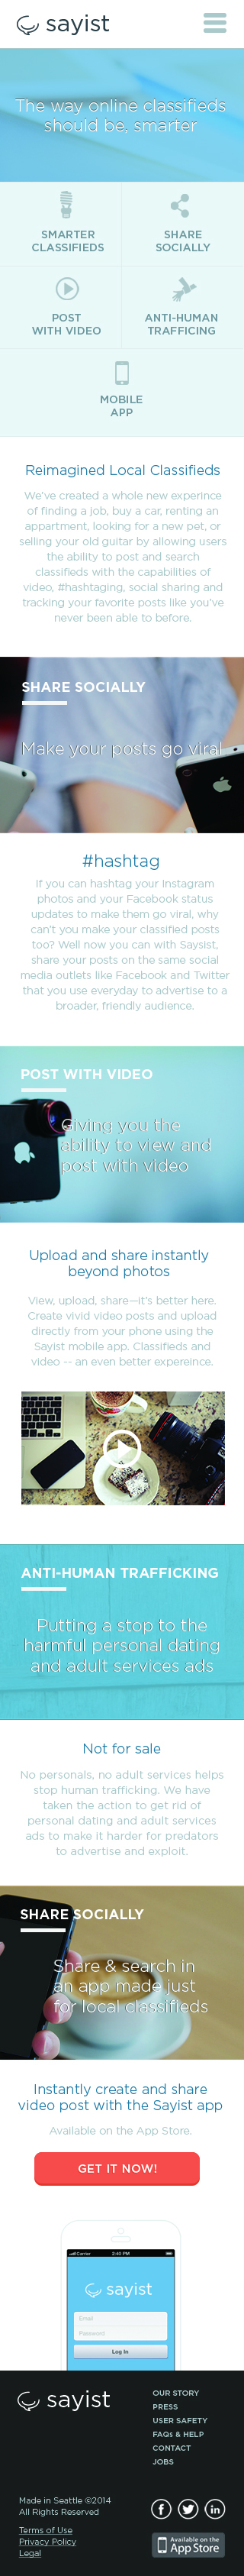 sayist
The way online classifieds
should be, smarter
SMARTER
CLASSIFIEDS
SHARE
SOCIALLY
POST
WITH VIDEO
ANTI-HUMAN
TRAFFICING
MOBILE
APP
Reimagined Local Classifieds
We've created a whole new experince
of finding a job, buy a car, renting an
appartment, looking for a new pet, or
selling your old guitar by allowing users
the ability to post and search
classifieds with the capabilities of
video, #hashtaging, social sharing and
tracking your favorite posts like you've
never been able to before.
SHARE SOCIALLY
Make your posts go viral
#hashtag
If you can hashtag your Instagram
photos and your Facebook status
updates to make them go viral, why
can't you make your classified posts
too? Well now you can with Saysist,
share your posts on the same social
media outlets like Facebook and Twitter
that you use everyday to advertise to a
broader, friendly audience.
POST WITH VIDEO
Giving you the
ability to view and
post with video
Upload and share instantly
beyond photos
View, upload, share—it's better here.
Create vivid video posts and upload
directly from your phone using the
Sayist mobile app. Classifieds and
video -- an even better expereince.
ANTI-HUMAN TRAFFICKING
Putting a stop to the
harmful personal dating
and adult services ads
Not for sale
No personals, no adult services helps
stop human trafficking. We have
taken the action to get rid of
personal dating and adult services
ads to make it harder for predators
to advertise and exploit.
SHARE SOCIALLY
Share & search in
an app made just
for local classifieds
Instantly create and share
video post with the Sayist app
Available on the App Store.
GET IT NOW!
Carrier 2:40 PM
sayist
Email
Password
Log In
sayist
OUR STORY
PRESS
USER SAFETY
FAQs & HELP
CONTACT
JOBS
Made in Seattle ©2014
All Rights Reserved
Terms of Use
Privacy Policy
Legal
Available on the
App Store